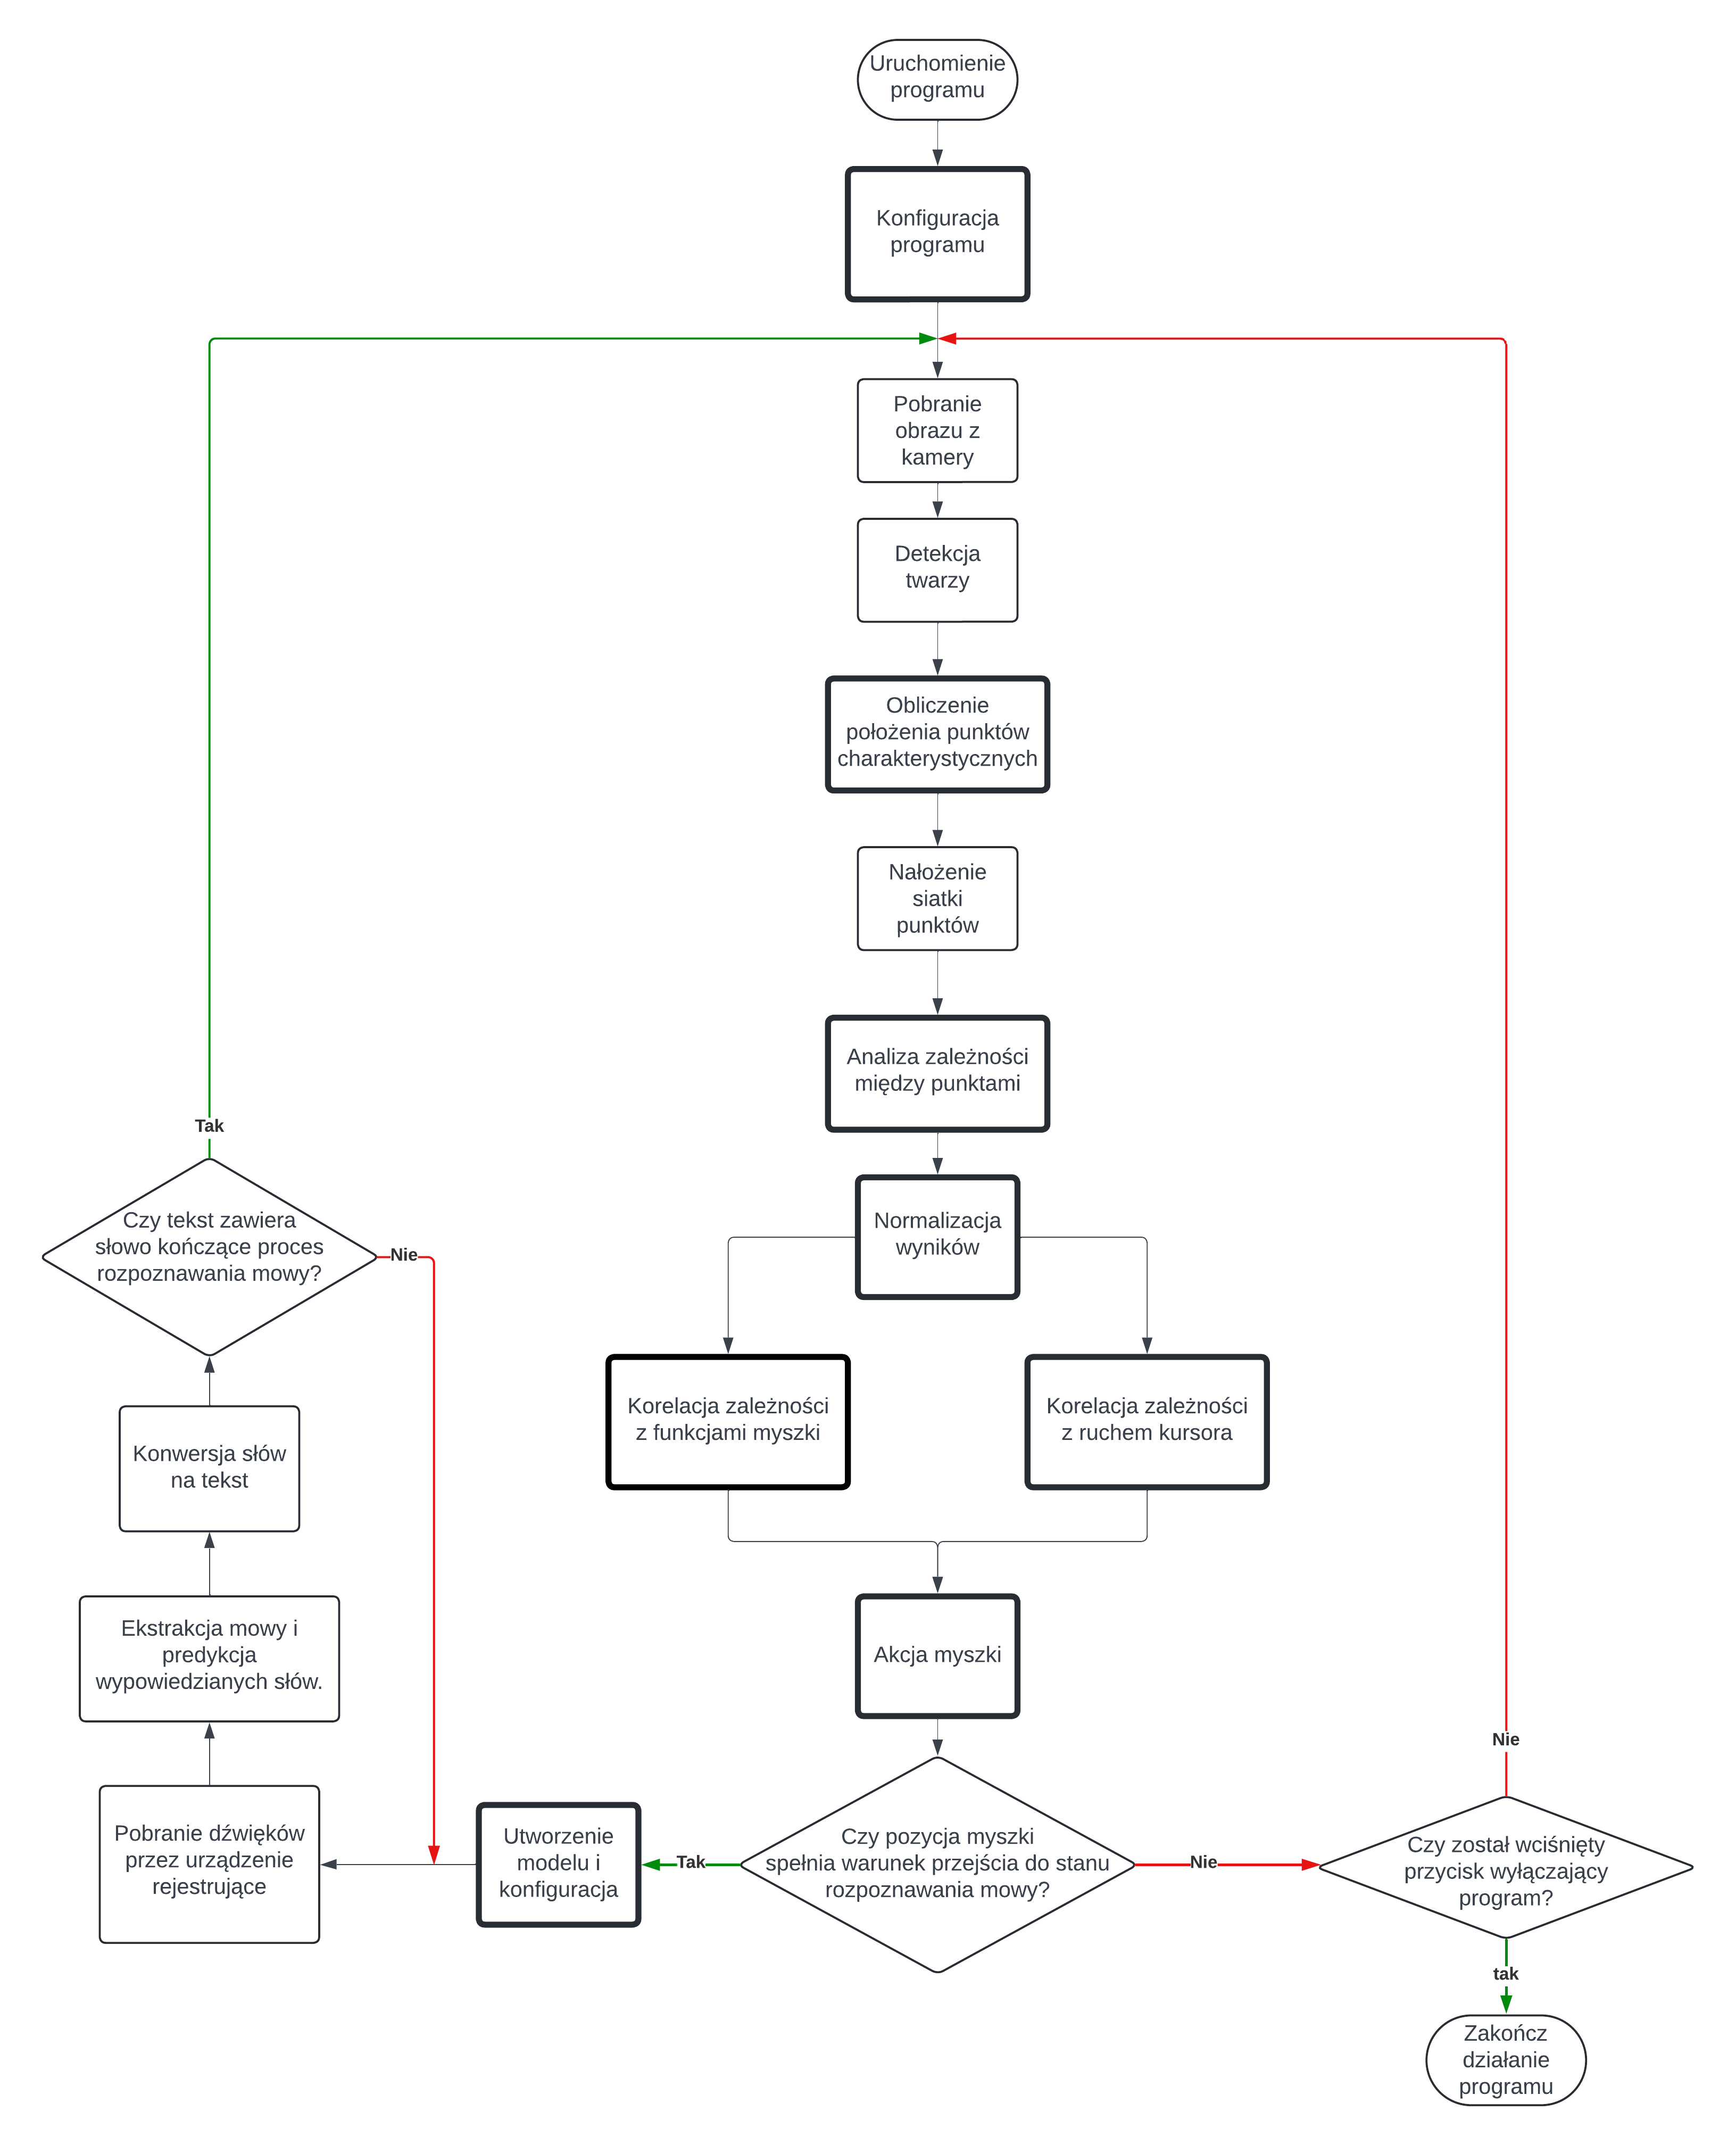 Uruchomienie
programu
Konfiguracja
programu
Pobranie
obrazu z
kamery
Detekcja
twarzy
Obliczenie
położenia punktów
charakterystycznych
Nałożenie
siatki
punktów
Analiza zależności
między punktami
Normalizacja
wyników
Korelacja zależności
z funkcjami myszki
Korelacja zależności
z ruchem kursora
Akcja myszki
Czy pozycja myszki
spełnia warunek przejścia do stanu
rozpoznawania mowy?
Tak
Nie
Utworzenie
modelu i
konfiguracja
Pobranie dźwięków
przez urządzenie
rejestrujące
Ekstrakcja mowy i
predykcja
wypowiedzianych słów.
Konwersja słów
na tekst
Czy tekst zawiera
słowo kończące proces
rozpoznawania mowy?
Tak
Nie
Czy został wciśnięty
przycisk wyłączający
program?
Nie
tak
Zakończ
działanie
programu